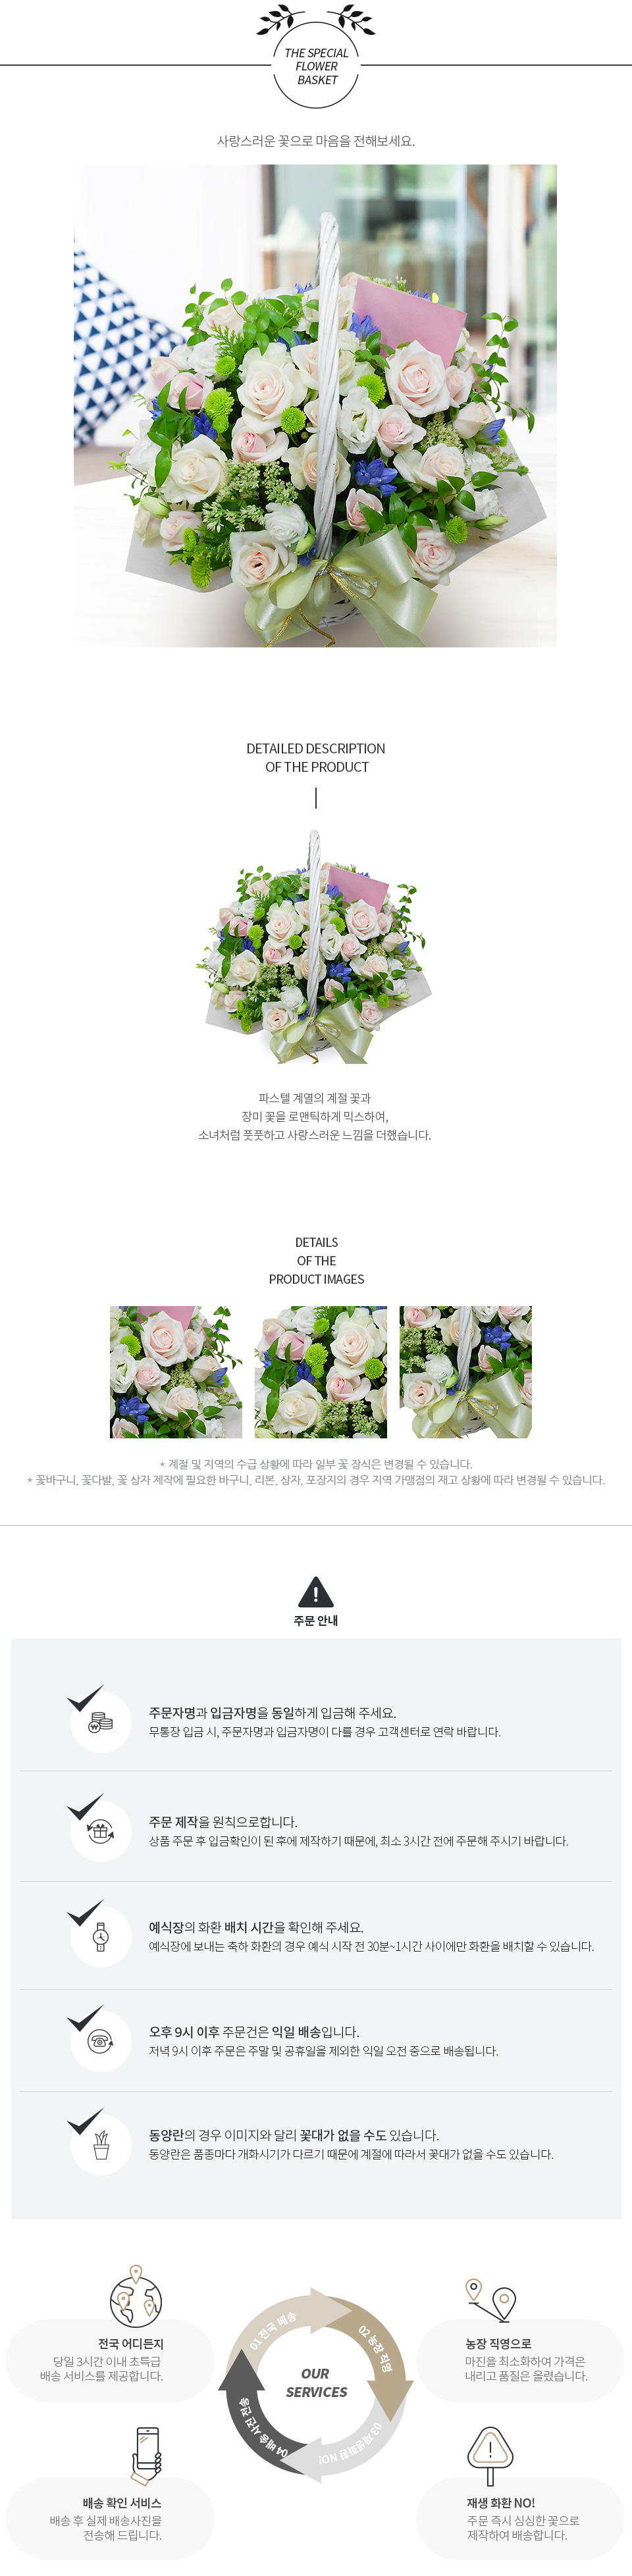 THE SPECIAL
FLOWER
BASKET
사랑스러운 꽃으로 마음을 전해보세요.
DETAILED DESCRIPTION
OF THE PRODUCT
파스텔 계열의 계절 꽃과
장미 꽃을 로맨틱하게 믹스하여,
소녀처럼 풋풋하고 사랑스러운 느낌을 더했습니다.
DETAILS
OF THE
PRODUCT IMAGES
* 계절 및 지역의 수급 상황에 따라 일부 꽃 장식은 변경될 수 있습니다.
* 꽃바구니, 꽃다발, 꽃 상자 제작에 필요한 바구니, 리본, 상자, 포장지의 경우 지역 가맹점의 재고 상황에 따라 변경될 수 있습니다.
주문 안내
주문자명과 입금자명을 동일하게 입금해 주세요.
무통장 입금 시, 주문자명과 입금자명이 다를 경우 고객센터로 연락 바랍니다.
주문 제작을 원칙으로합니다.
상품 주문 후 입금확인이 된 후에 제작하기 때문에, 최소 3시간 전에 주문해 주시기 바랍니다.
예식장의 화환 배치 시간을 확인해 주세요.
예식장에 보내는 축하 화환의 경우 예식 시작 전 30분~1시간 사이에만 화환을 배치할 수 있습니다.
오후 9시 이후 주문건은 익일 배송입니다.
저녁 9시 이후 주문은 주말 및 공휴일을 제외한 익일 오전 중으로 배송됩니다.
동양란의 경우 이미지와 달리 꽃대가 없을 수도 있습니다.
동양란은 품종마다 개화시기가 다르기 때문에 계절에 따라서 꽃대가 없을 수도 있습니다.
전국 어디든지
당일 3시간 이내 초특급
배송 서비스를 제공합니다.
01 전국 배송
02 농장 직영
OUR
SERVICES
03 재생화환 NO!
04 배송사진 전송
농장 직영으로
마진을 최소화하여 가격은
내리고 품질은 올렸습니다.
배송 확인 서비스
배송 후 실제 배송사진을
전송해 드립니다.
재생 화환 NO!
주문 즉시 싱싱한 꽃으로
제작하여 배송합니다.